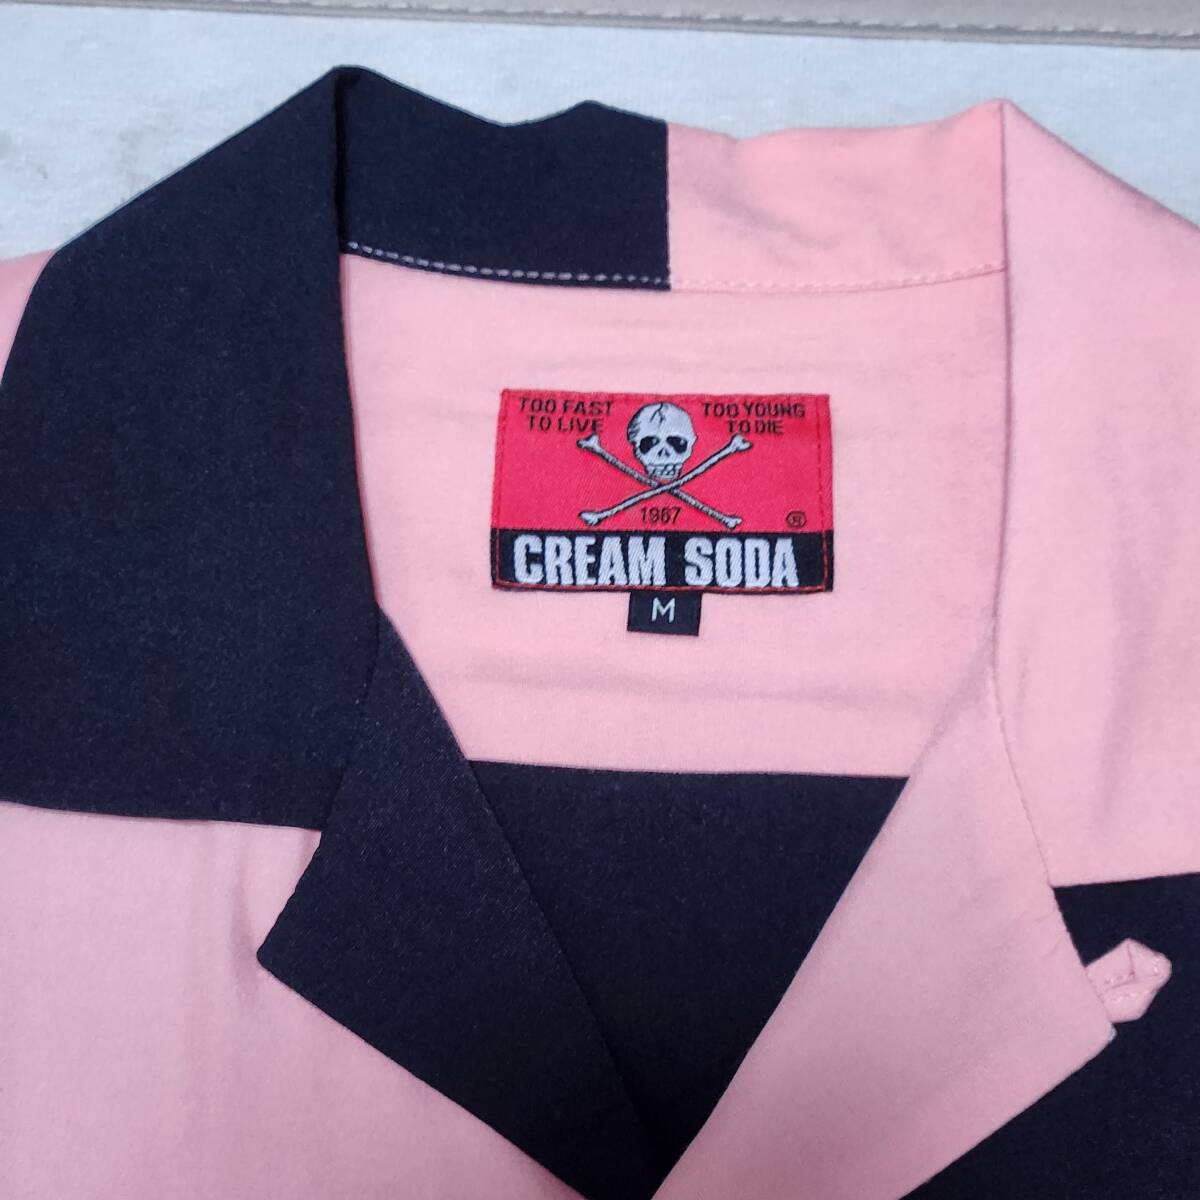 TOO FAST
TO LIVE
TOO YOUNG
TO DIE
1967
®
CREAM SODA
M